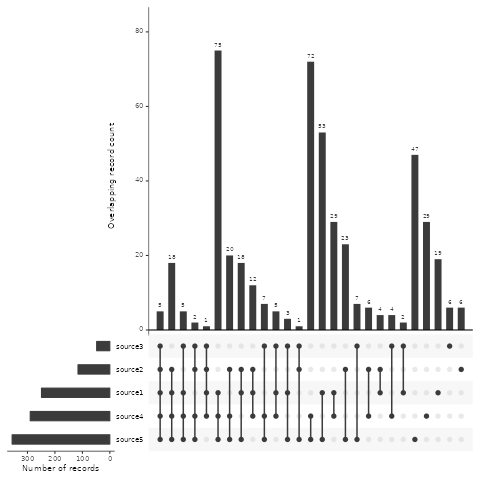 80
60
40
20
0
Overlapping record count
5 18 5 2 1 75 20 18 12 7 5 3 1 72 53 29 23 7 6 4 4 2 47 29 19 6 6
source3
source2
source1
source4
source5
300 200 100 0
Number of records